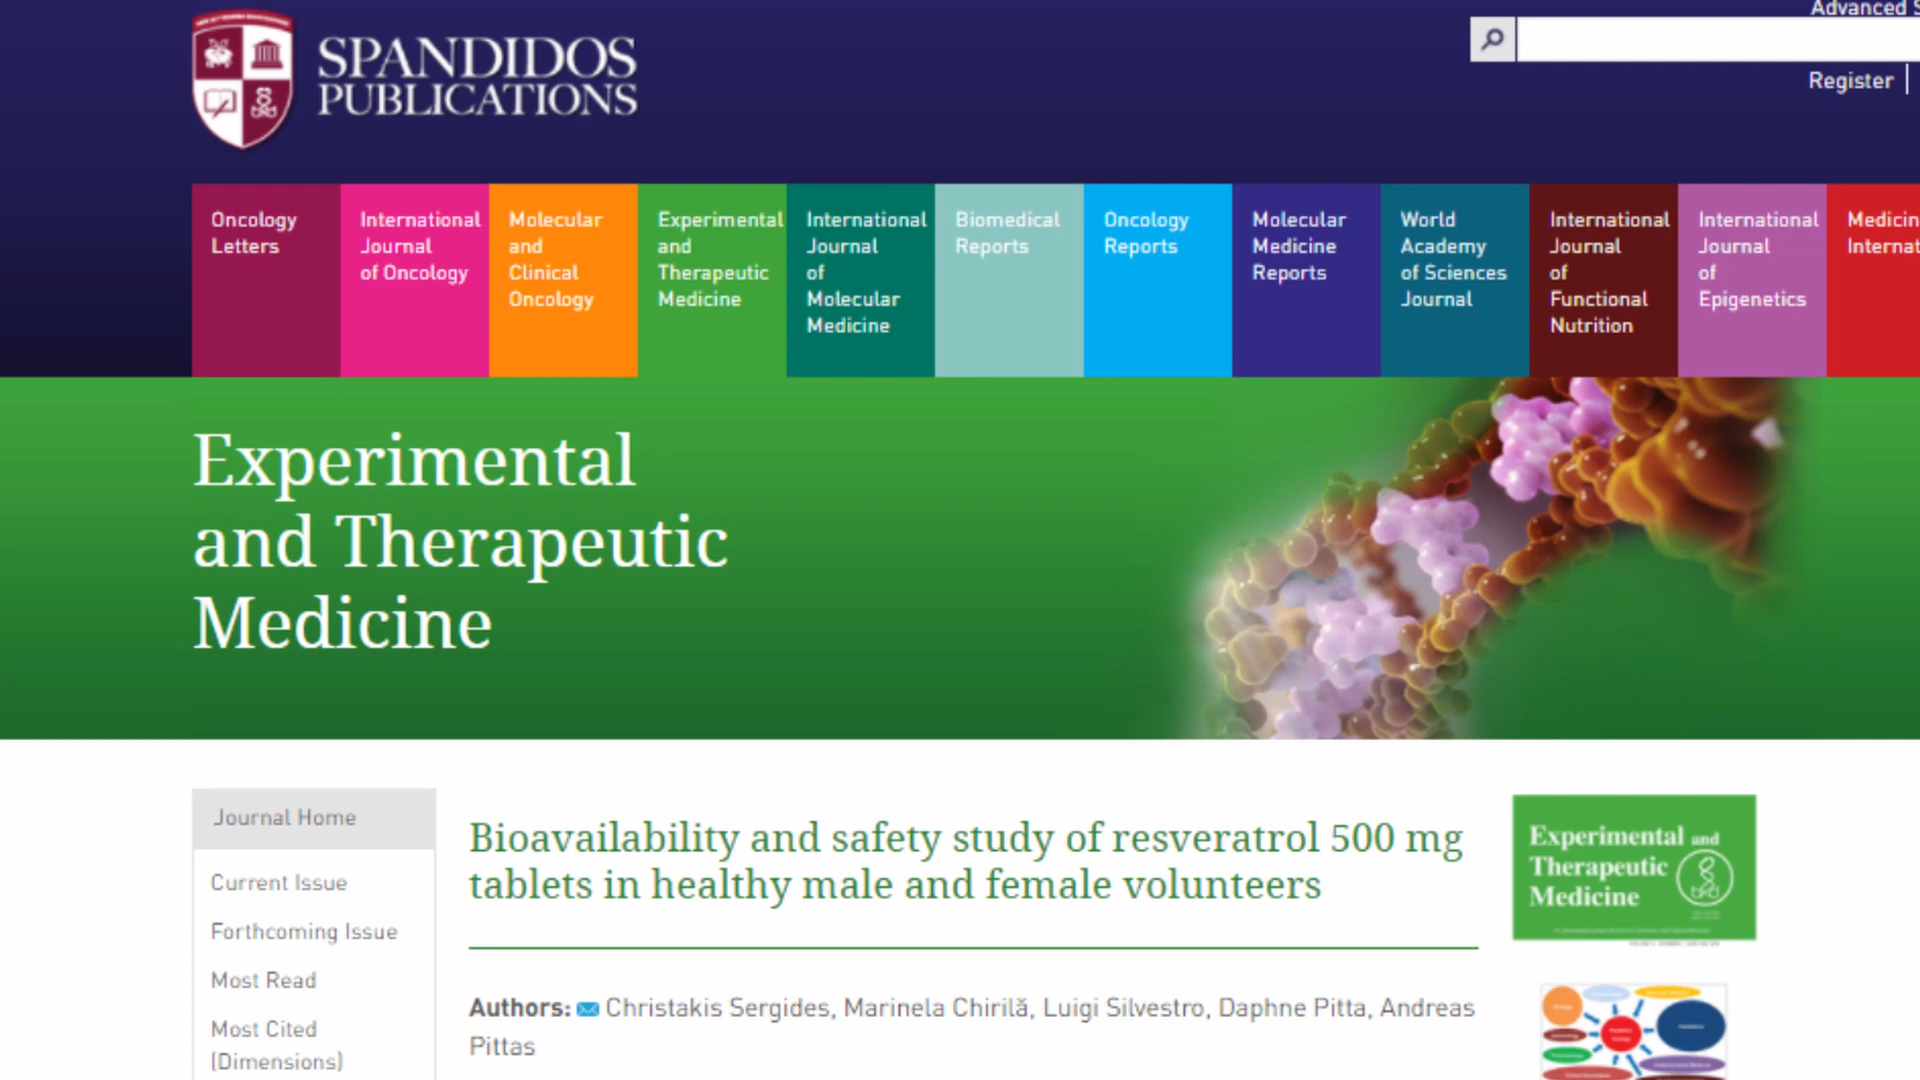 SPANDIDOS
PUBLICATIONS
Advanced
Register
Oncology
Letters
International
Journal
of Oncology
Molecular
and
Clinical
Oncology
Experimental
and
Therapeutic
Medicine
International
Journal
of
Molecular
Medicine
Biomedical
Reports
Oncology
Reports
Molecular
Medicine
Reports
World
Academy
of Sciences
Journal
International
Journal
of
Functional
Nutrition
International
Journal
of
Epigenetics
Medicin
Internat
Experimental
and Therapeutic
Medicine
Journal Home
Current Issue
Forthcoming Issue
Most Read
Most Cited
(Dimensions)
Bioavailability and safety study of resveratrol 500 mg
tablets in healthy male and female volunteers
Authors: Christakis Sergides, Marinela Chirilă, Luigi Silvestro, Daphne Pitta, Andreas
Pittas
Experimental and
Therapeutic
Medicine